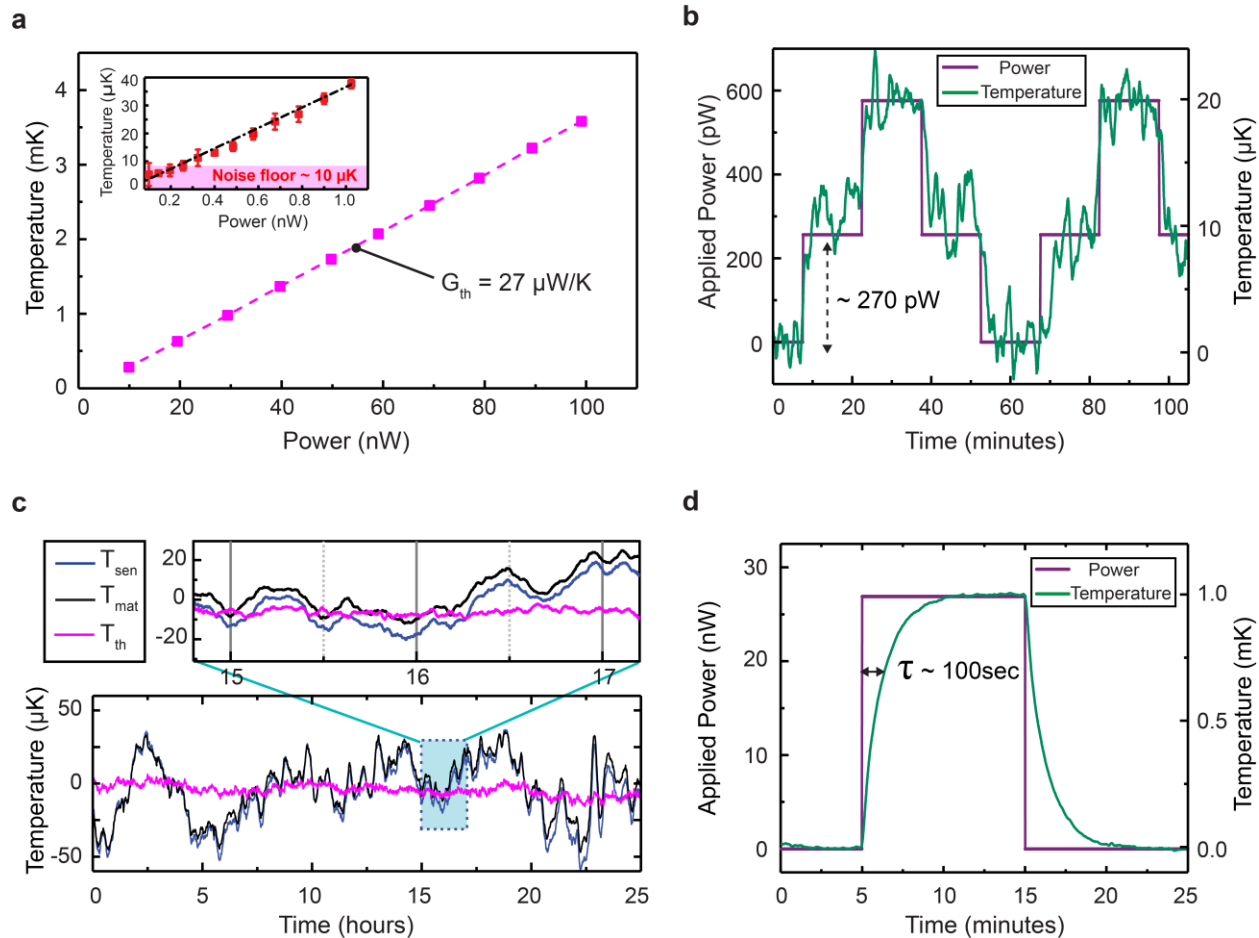 a
Temperature (mK)
4
3
2
1
0
0
20
40
60
80
100
Power (nW)
G_th = 27 µW/K
Temperature (µK)
40
30
20
10
0
0.2
0.4
0.6
0.8
1.0
Power (nW)
Noise floor ~ 10 µK
b
Applied Power (pW)
600
400
200
0
Power
Temperature
~ 270 pW
20
10
0
Temperature (µK)
0
20
40
60
80
100
Time (minutes)
c
T_sen
T_mat
T_th
20
0
-20
15
16
17
Temperature (µK)
50
0
-50
0
5
10
15
20
25
Time (hours)
d
Applied Power (nW)
30
20
10
0
Power
Temperature
τ ~ 100sec
1.0
0.5
0.0
Temperature (mK)
0
5
10
15
20
25
Time (minutes)